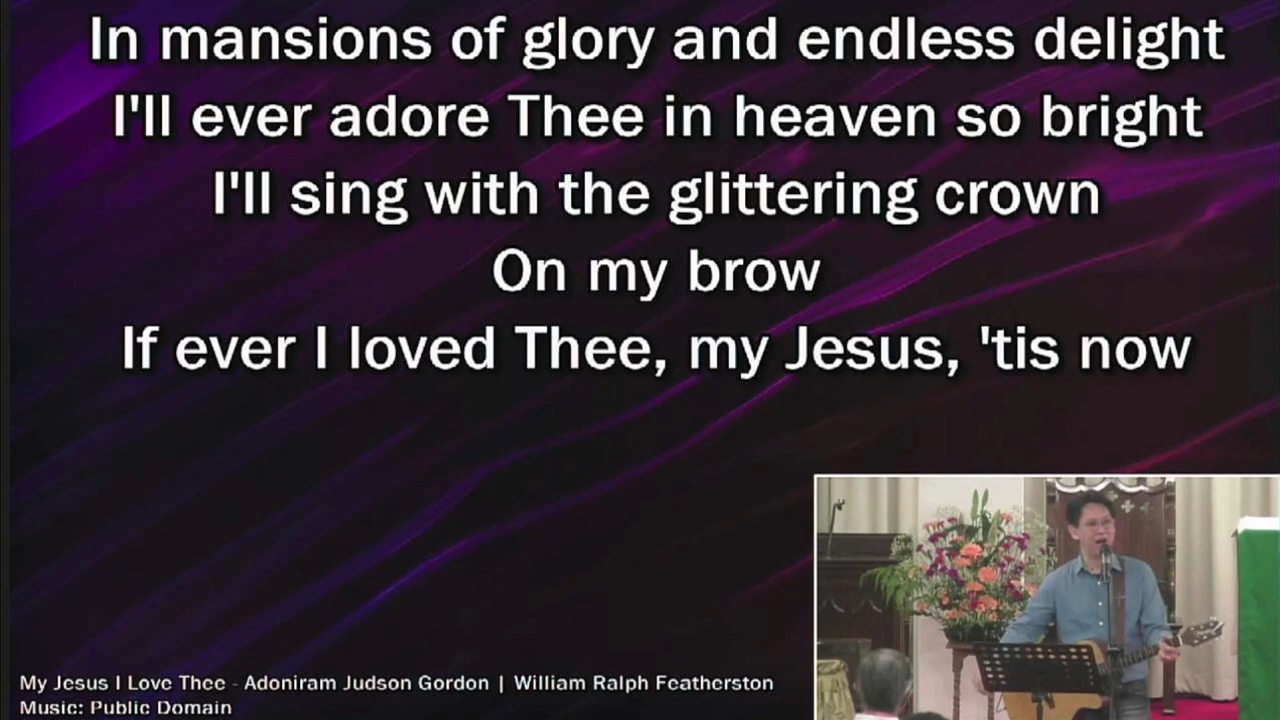 In mansions of glory and endless delight
I'll ever adore Thee in heaven so bright
I'll sing with the glittering crown
On my brow
If ever I loved Thee, my Jesus, 'tis now
My Jesus I Love Thee - Adoniram Judson Gordon | William Ralph Featherston
Music: Public Domain